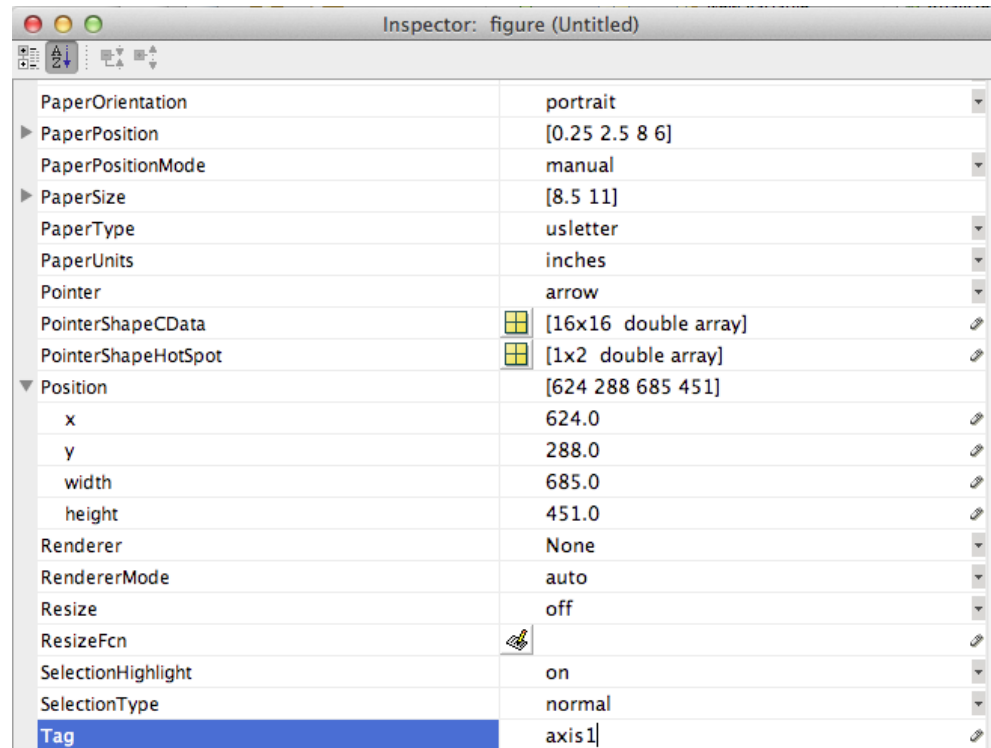 Inspector: figure (Untitled)
PaperOrientation portrait
PaperPosition [0.25 2.5 8 6]
PaperPositionMode manual
PaperSize [8.5 11]
PaperType usletter
PaperUnits inches
Pointer arrow
PointerShapeCData [16x16 double array]
PointerShapeHotSpot [1x2 double array]
Position [624 288 685 451]
x 624.0
y 288.0
width 685.0
height 451.0
Renderer None
RendererMode auto
Resize off
ResizeFcn
SelectionHighlight on
SelectionType normal
Tag axis1